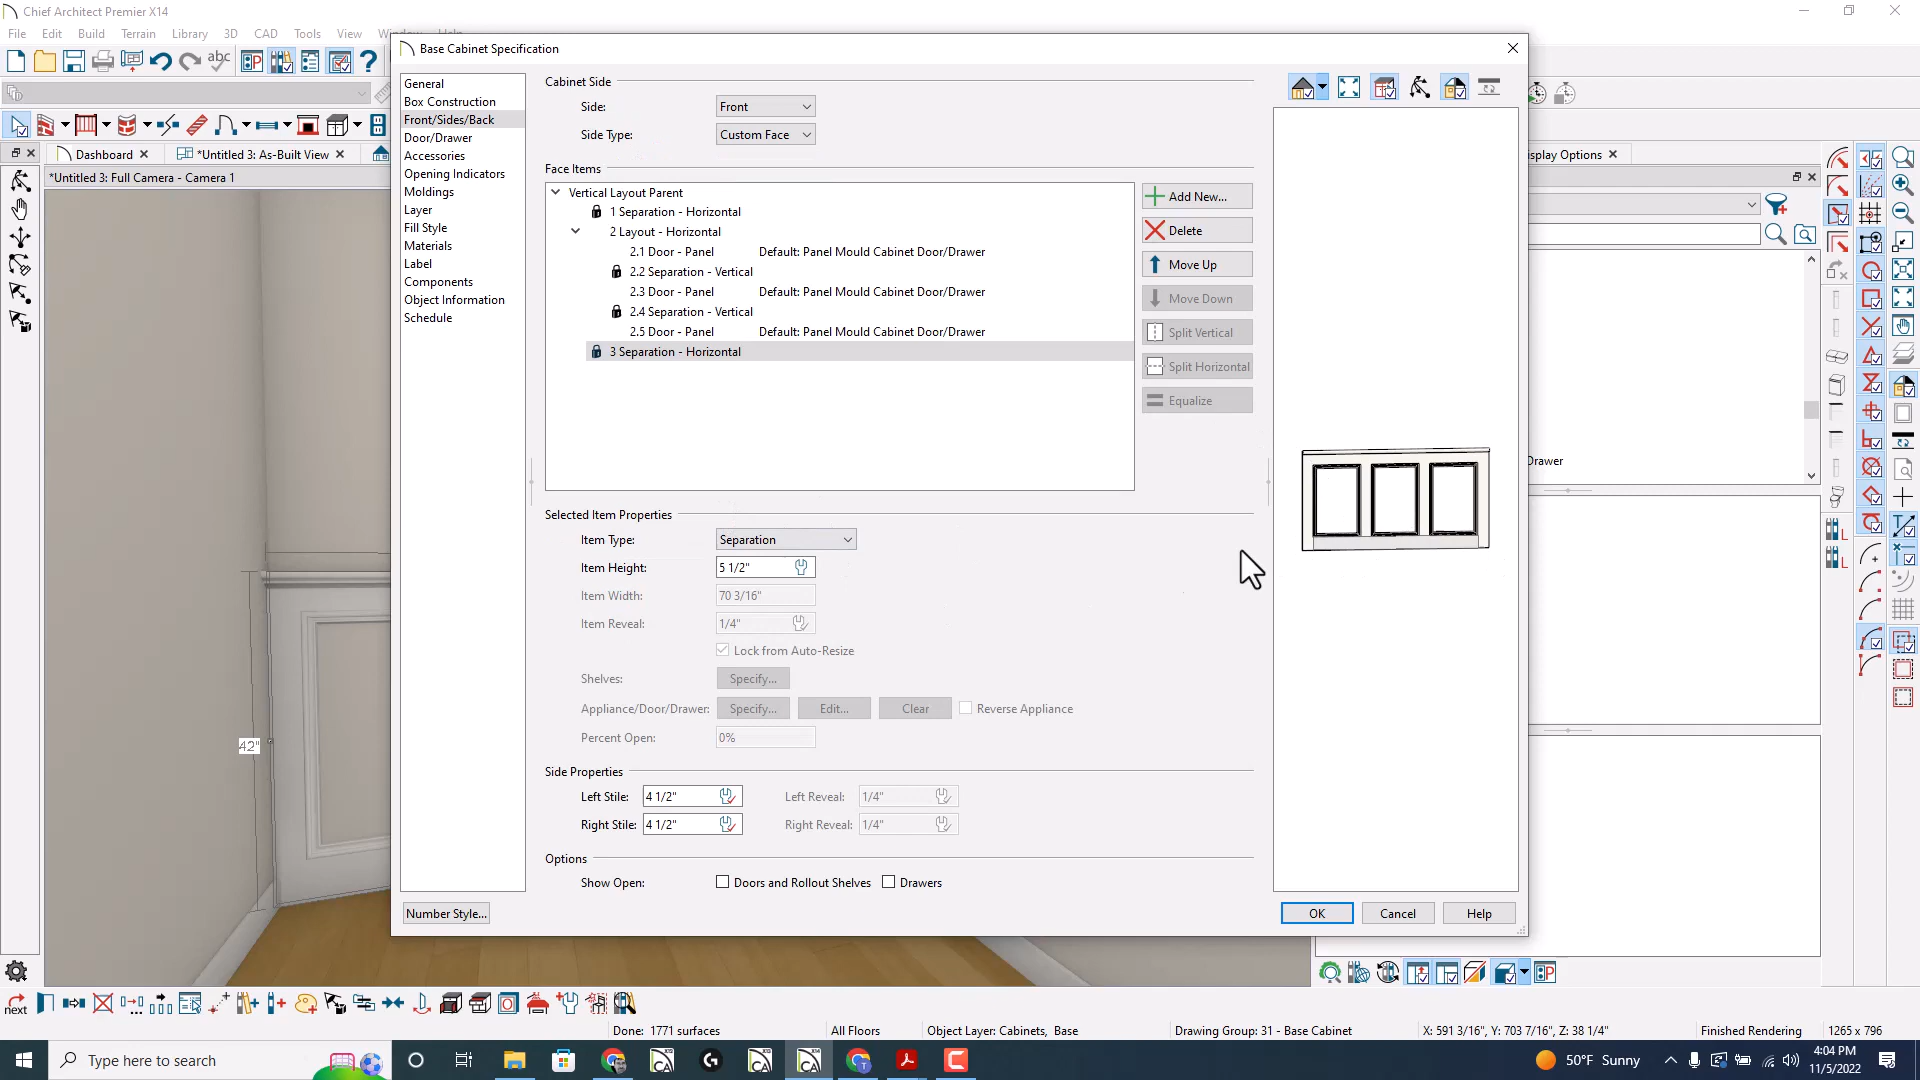 Chief Architect Premier X14
File Edit Build Terrain Library 3D CAD Tools View Window
Base Cabinet Specification
Dashboard *Untitled 3: As-Built View
*Untitled 3: Full Camera - Camera 1
isplay Options
General
Box Construction
Front/Sides/Back
Door/Drawer
Accessories
Opening Indicators
Moldings
Layer
Fill Style
Materials
Label
Components
Object Information
Schedule
Number Style...
Cabinet Side
Side: Front
Side Type: Custom Face
Face Items
Vertical Layout Parent
1 Separation - Horizontal
2 Layout - Horizontal
2.1 Door - Panel Default: Panel Mould Cabinet Door/Drawer
2.2 Separation - Vertical
2.3 Door - Panel Default: Panel Mould Cabinet Door/Drawer
2.4 Separation - Vertical
2.5 Door - Panel Default: Panel Mould Cabinet Door/Drawer
3 Separation - Horizontal
Add New...
Delete
Move Up
Move Down
Split Vertical
Split Horizontal
Equalize
Selected Item Properties
Item Type: Separation
Item Height: 5 1/2"
Item Width: 70 3/16"
Item Reveal: 1/4"
Lock from Auto-Resize
Shelves: Specify...
Appliance/Door/Drawer: Specify... Edit... Clear Reverse Appliance
Percent Open: 0%
Side Properties
Left Stile: 4 1/2" Left Reveal: 1/4"
Right Stile: 4 1/2" Right Reveal: 1/4"
Options
Show Open: Doors and Rollout Shelves Drawers
OK Cancel Help
Drawer
42"
next
Done: 1771 surfaces All Floors Object Layer: Cabinets, Base Drawing Group: 31 - Base Cabinet X: 591 3/16", Y: 703 7/16", Z: 38 1/4" Finished Rendering 1265 x 796
Type here to search
50°F Sunny
4:04 PM
11/5/2022